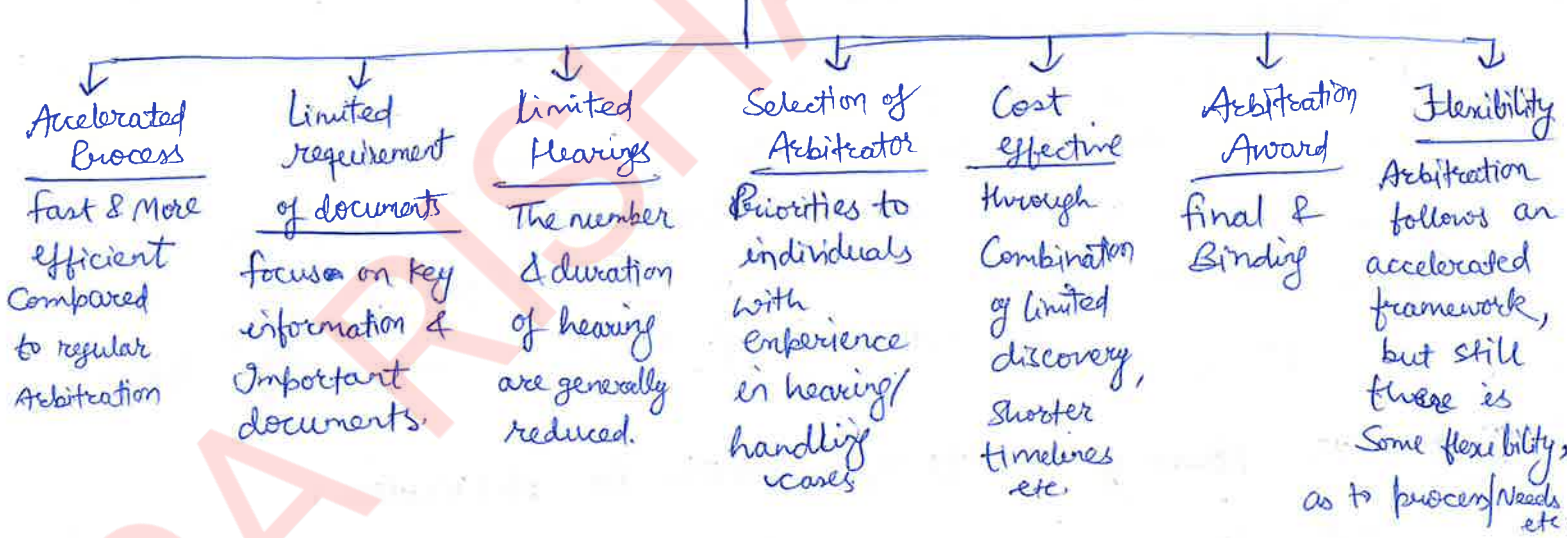 Accelerated
Process
fast & More
efficient
Compared
to regular
Arbitration
Limited
requirement
of documents
focus on key
information &
Important
documents.
Limited
Hearings
The number
& duration
of hearing
are generally
reduced.
Selection of
Arbitrator
Priorities to
individuals
with
experience
in hearing/
handling
cases
Cost
effective
through
Combination
of limited
discovery,
shorter
timelines
etc.
Arbitration
Award
final &
Binding
Flexibility
Arbitration
follows an
accelerated
framework,
but still
there is
Some flexibility,
as to process/Needs
etc